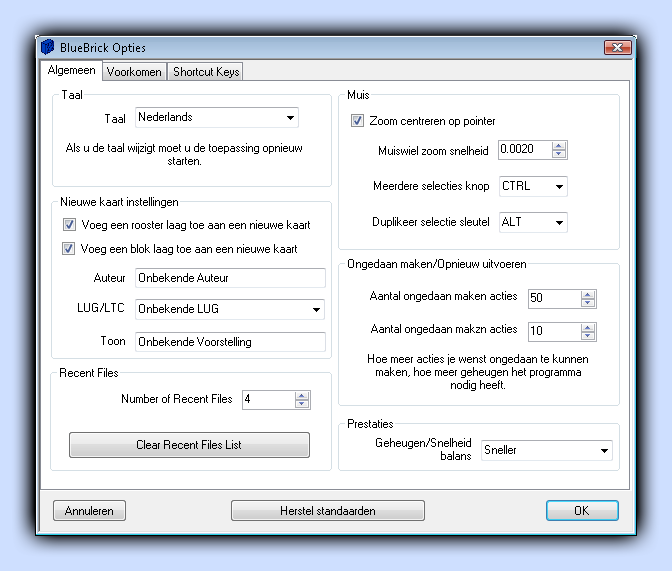 BlueBrick Opties
Algemeen
Voorkomen
Shortcut Keys
Taal
Taal
Nederlands
Als u de taal wijzigt moet u de toepassing opnieuw
starten.
Nieuwe kaart instellingen
Voeg een rooster laag toe aan een nieuwe kaart
Voeg een blok laag toe aan een nieuwe kaart
Auteur
Onbekende Auteur
LUG/LTC
Onbekende LUG
Toon
Onbekende Voorstelling
Recent Files
Number of Recent Files
4
Clear Recent Files List
Muis
Zoom centreren op pointer
Muiswiel zoom snelheid
0.0020
Meerdere selecties knop
CTRL
Duplikeer selectie sleutel
ALT
Ongedaan maken/Opnieuw uitvoeren
Aantal ongedaan maken acties
50
Aantal ongedaan makzn acties
10
Hoe meer acties je wenst ongedaan te kunnen
maken, hoe meer geheugen het programma
nodig heeft.
Prestaties
Geheugen/Snelheid
balans
Sneller
Annuleren
Herstel standaarden
OK